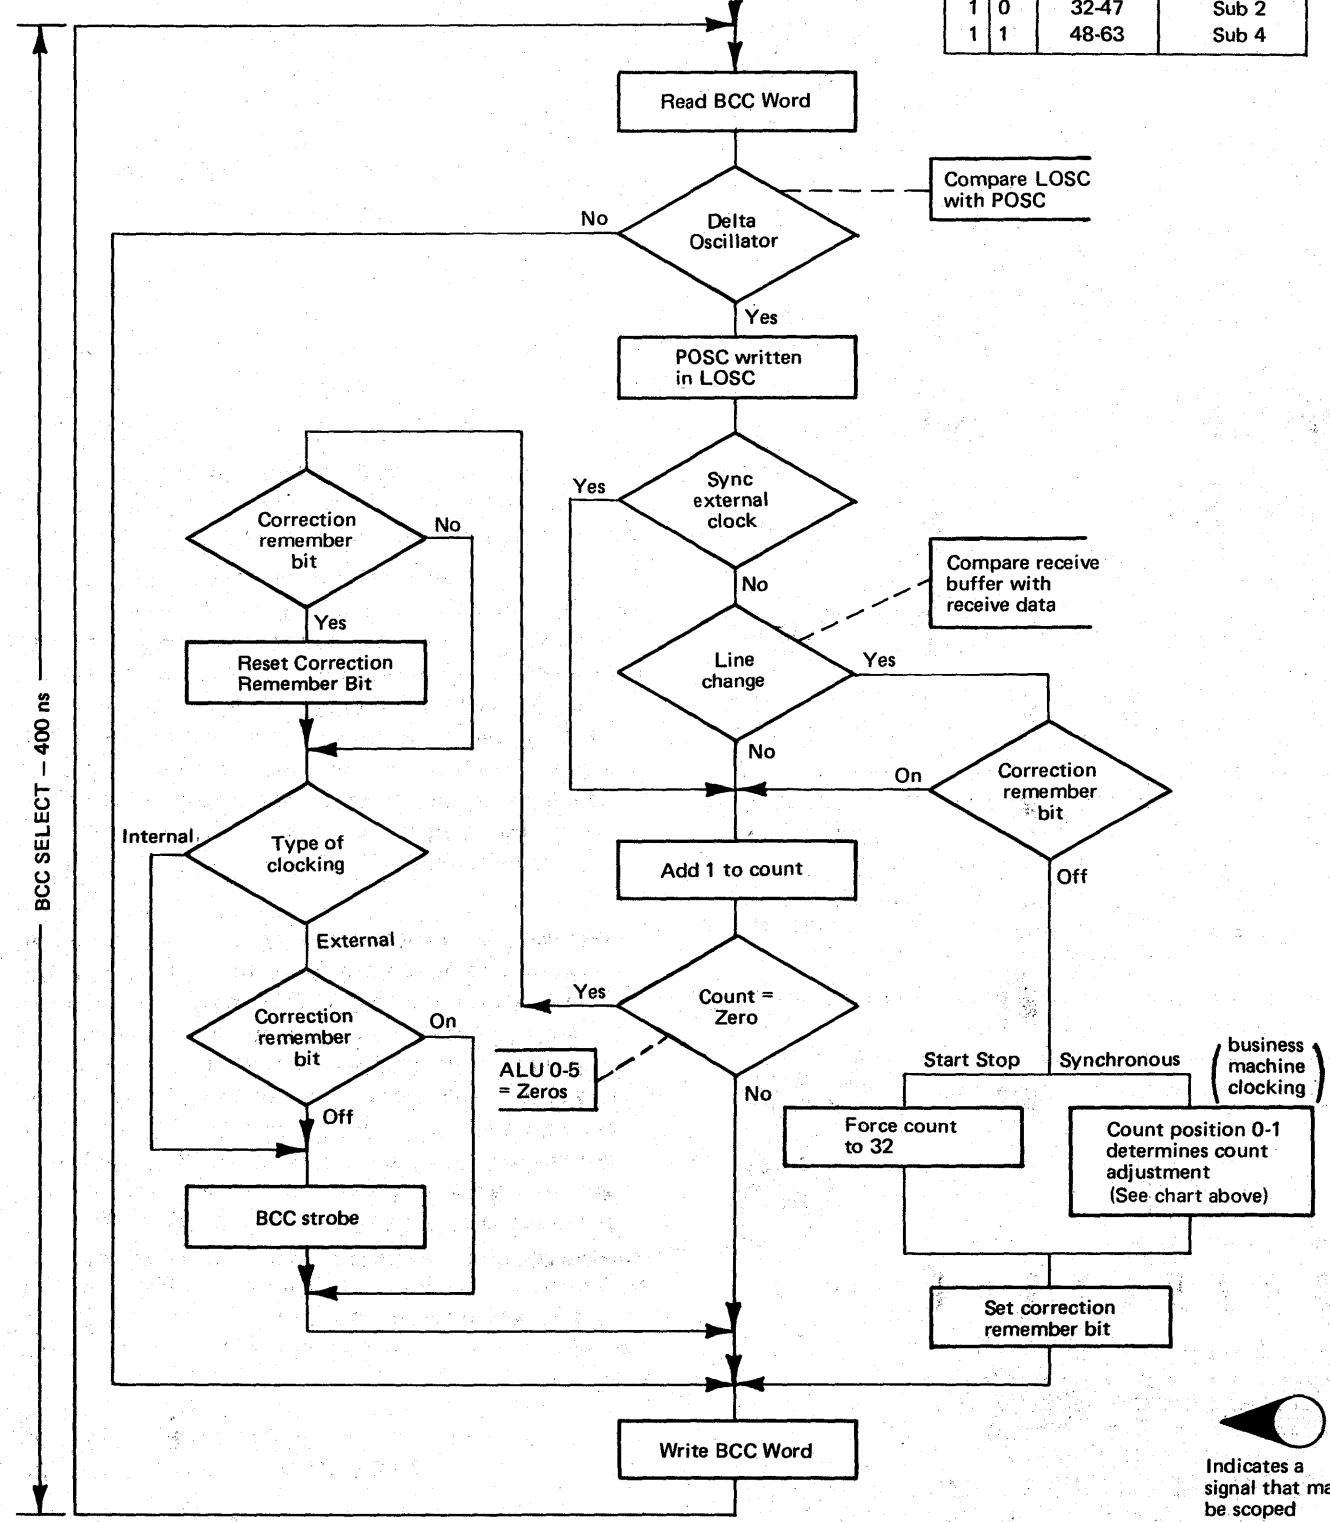 1 0 32-47 Sub 2
1 1 48-63 Sub 4
Read BCC Word
Compare LOSC
with POSC
No
Delta
Oscillator
Yes
POSC written
in LOSC
Yes
Sync
external
clock
No
Correction
remember
bit
No
Yes
Compare receive
buffer with
receive data
Reset Correction
Remember Bit
Line
change
Yes
No
On
Correction
remember
bit
Off
BCC SELECT — 400 ns
Internal
Type of
clocking
External
Add 1 to count
Correction
remember
bit
On
Off
Yes
Count =
Zero
No
ALU 0-5
= Zeros
Start Stop
Synchronous
(business
machine
clocking)
Force count
to 32
Count position 0-1
determines count
adjustment
(See chart above)
BCC strobe
Set correction
remember bit
Write BCC Word
Indicates a
signal that ma
be scoped